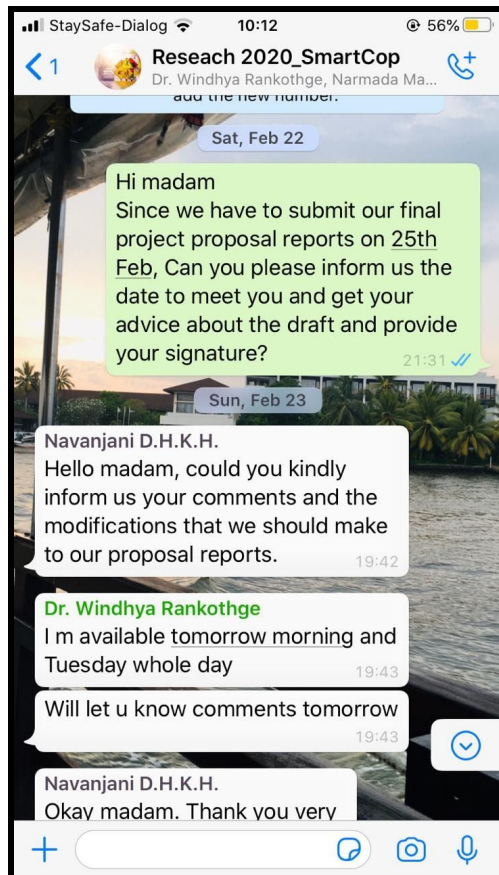 StaySafe-Dialog 10:12 56%
1 Reseach 2020_SmartCop
Dr. Windhya Rankothge, Narmada Ma...
add the new number.
Sat, Feb 22
Hi madam
Since we have to submit our final
project proposal reports on 25th
Feb, Can you please inform us the
date to meet you and get your
advice about the draft and provide
your signature? 21:31
Sun, Feb 23
Navanjani D.H.K.H.
Hello madam, could you kindly
inform us your comments and the
modifications that we should make
to our proposal reports. 19:42
Dr. Windhya Rankothge
I m available tomorrow morning and
Tuesday whole day 19:43
Will let u know comments tomorrow
19:43
Navanjani D.H.K.H.
Okay madam. Thank you very